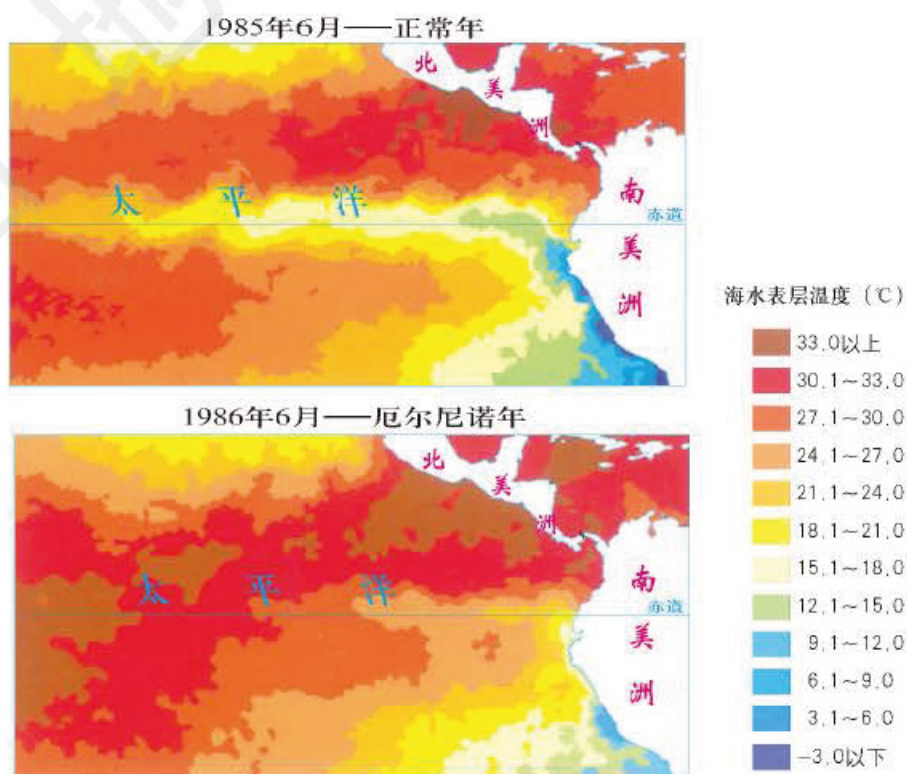 1985年6月——正常年
北
美
洲
太 平 洋
南
赤道
美
洲
1986年6月——厄尔尼诺年
北
美
洲
太 平 洋
南
赤道
美
洲
海水表层温度（℃）
33.0以上
30.1～33.0
27.1～30.0
24.1～27.0
21.1～24.0
18.1～21.0
15.1～18.0
12.1～15.0
9.1～12.0
6.1～9.0
3.1～6.0
-3.0以下